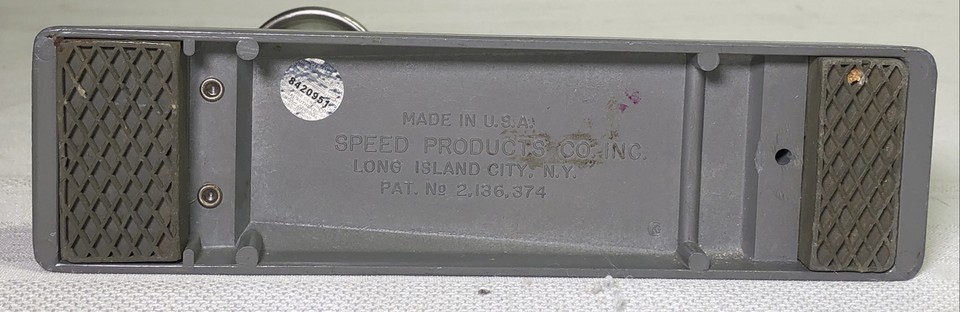 8420951
MADE IN U.S.A.
SPEED PRODUCTS CO. INC.
LONG ISLAND CITY, N.Y.
PAT. № 2,136,374